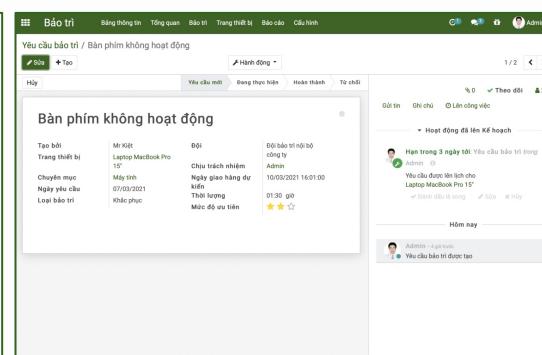 Bảo trì Bảng thông tin Tổng quan Bảo trì Trang thiết bị Báo cáo Cấu hình Admin
Yêu cầu bảo trì / Bàn phím không hoạt động
Sửa + Tạo Hành động 1 / 2
Hủy Yêu cầu mới Đang thực hiện Hoàn thành Từ chối
0 Theo dõi
Gửi tin Ghi chú Lên công việc
Bàn phím không hoạt động
Tạo bởi Mr Kiệt
Trang thiết bị Laptop MacBook Pro
15"
Chuyên mục Máy tính
Ngày yêu cầu 07/03/2021
Loại bảo trì Khắc phục
Đội Đội bảo trì nội bộ
công ty
Chịu trách nhiệm Admin
Ngày giao hàng dự 10/03/2021 16:01:00
kiến
Thời lượng 01:30 giờ
Mức độ ưu tiên
Hoạt động đã lên Kế hoạch
Hạn trong 3 ngày tới: Yêu cầu bảo trì trong
Admin
Yêu cầu được lên lịch cho
Laptop MacBook Pro 15"
Đánh dấu là xong Sửa Hủy
Hôm nay
Admin - 4 giờ trước
Yêu cầu bảo trì được tạo